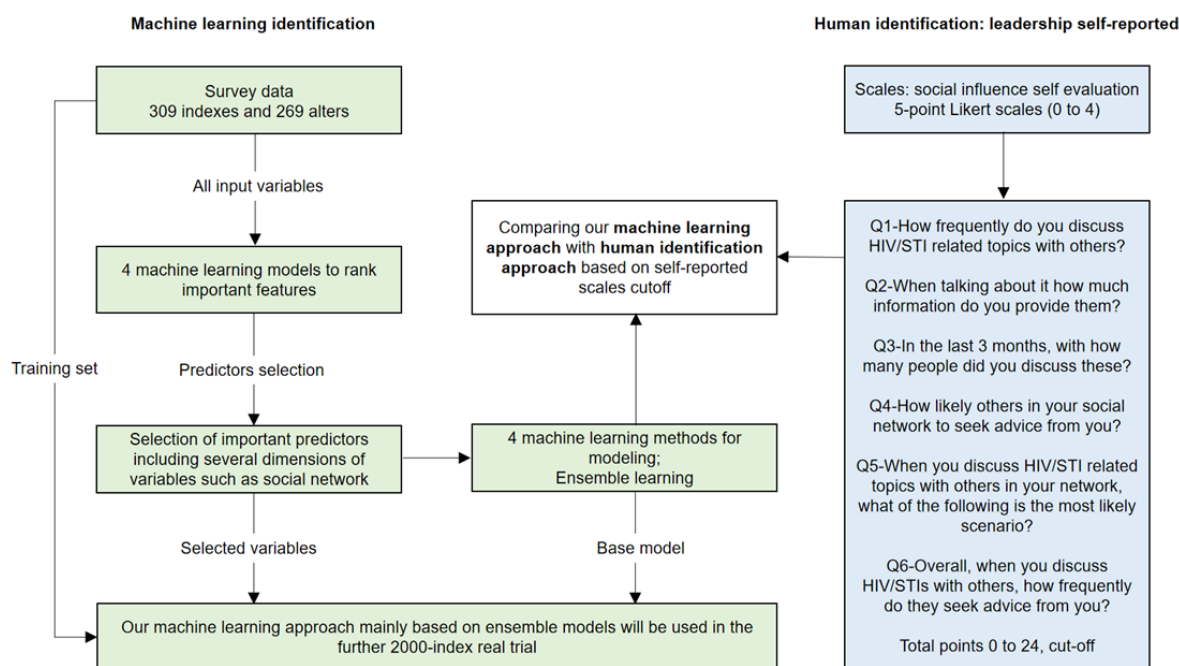 Machine learning identification
Human identification: leadership self-reported
Survey data
309 indexes and 269 alters
Scales: social influence self evaluation
5-point Likert scales (0 to 4)
All input variables
Comparing our machine learning
approach with human identification
approach based on self-reported
scales cutoff
Q1-How frequently do you discuss
HIV/STI related topics with others?
4 machine learning models to rank
important features
Q2-When talking about it how much
information do you provide them?
Training set
Predictors selection
Q3-In the last 3 months, with how
many people did you discuss these?
Q4-How likely others in your social
network to seek advice from you?
Selection of important predictors
including several dimensions of
variables such as social network
4 machine learning methods for
modeling;
Ensemble learning
Q5-When you discuss HIV/STI related
topics with others in your network,
what of the following is the most likely
scenario?
Selected variables
Base model
Q6-Overall, when you discuss
HIV/STIs with others, how frequently
do they seek advice from you?
Our machine learning approach mainly based on ensemble models will be used in the
further 2000-index real trial
Total points 0 to 24, cut-off